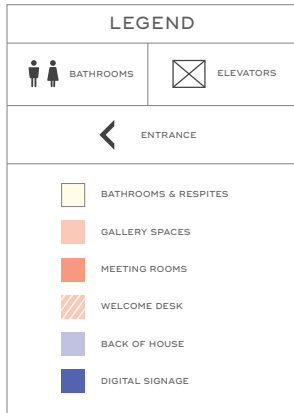 LEGEND
BATHROOMS
ELEVATORS
ENTRANCE
BATHROOMS & RESPITES
GALLERY SPACES
MEETING ROOMS
WELCOME DESK
BACK OF HOUSE
DIGITAL SIGNAGE